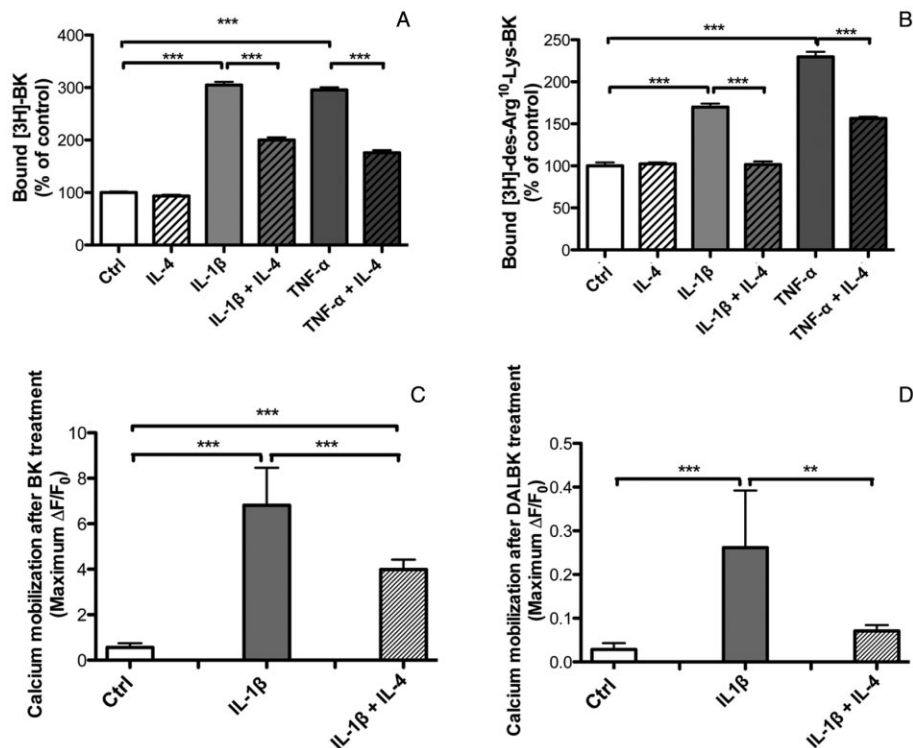 A
Bound [3H]-BK
(% of control)
400
300
200
100
0
***
***
***
***
Ctrl
IL-4
IL-1β
IL-1β + IL-4
TNF-α
TNF-α + IL-4
B
Bound [3H]-des-Arg¹⁰-Lys-BK
(% of control)
250
200
150
100
50
0
***
***
***
***
Ctrl
IL-4
IL-1β
IL-1β + IL-4
TNF-α
TNF-α + IL-4
C
Calcium mobilization after BK treatment
(Maximum ΔF/F₀)
10
8
6
4
2
0
***
***
***
Ctrl
IL-1β
IL-1β + IL-4
D
Calcium mobilization after DALBK treatment
(Maximum ΔF/F₀)
0.5
0.4
0.3
0.2
0.1
0.0
***
**
Ctrl
IL1β
IL-1β + IL-4